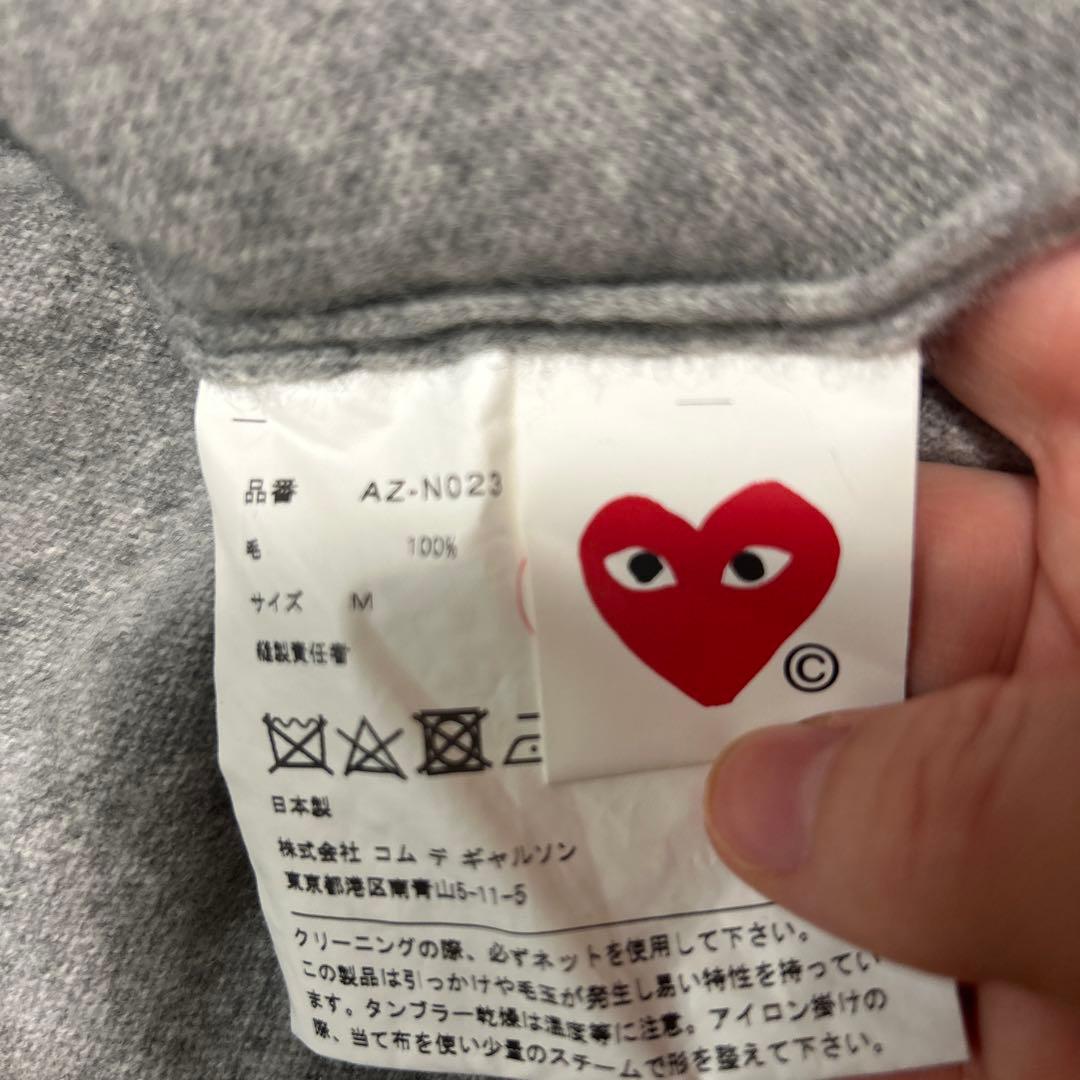 品番 AZ-N023
毛 100%
サイズ M
縫製責任者
©
日本製
株式会社 コム デ ギャルソン
東京都港区南青山5-11-5
クリーニングの際、必ずネットを使用して下さい。
この製品は引っかけや毛玉が発生し易い特性を持ってい
ます。タンブラー乾燥は温度等に注意。アイロン掛けの
際、当て布を使い少量のスチームで形を整えて下さい。